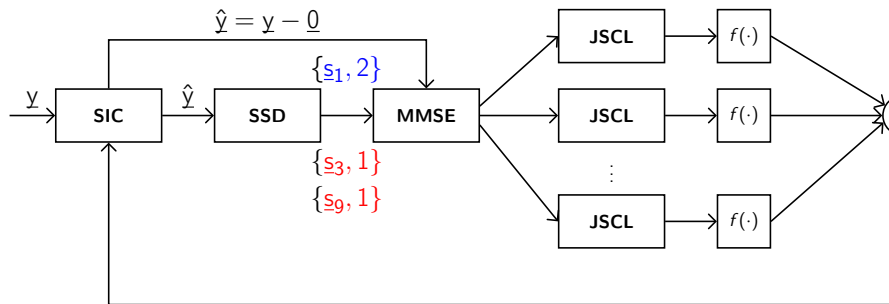 ŷ = y − 0
{s₁, 2}
y
ŷ
SIC
SSD
MMSE
{s₃, 1}
{s₉, 1}
JSCL
f(·)
JSCL
f(·)
⋮
JSCL
f(·)